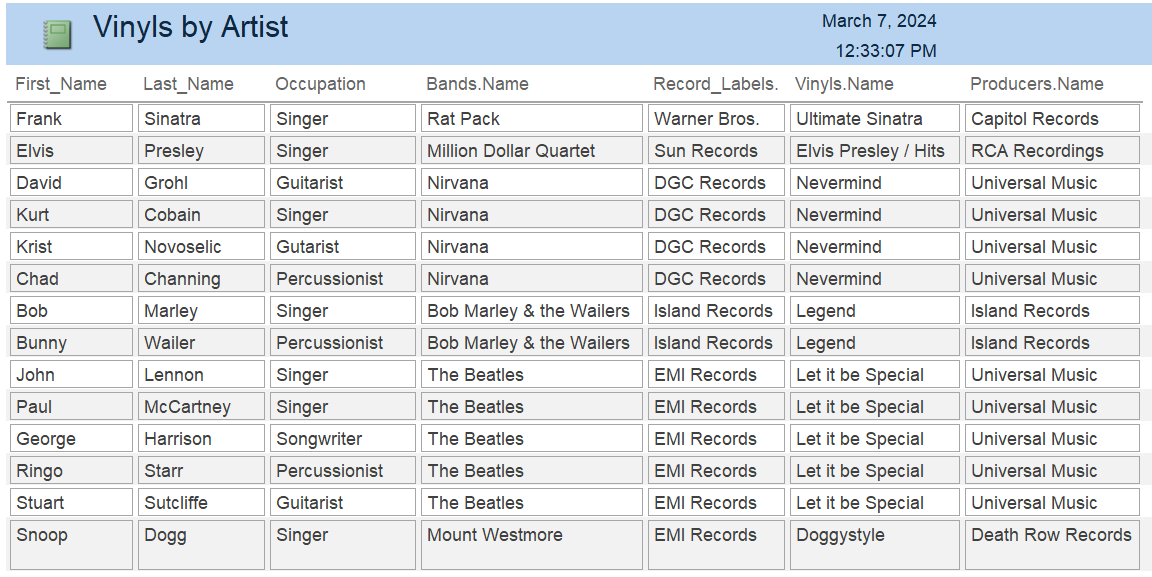 Vinyls by Artist
March 7, 2024
12:33:07 PM
First_Name Last_Name Occupation Bands.Name Record_Labels. Vinyls.Name Producers.Name
Frank Sinatra Singer Rat Pack Warner Bros. Ultimate Sinatra Capitol Records
Elvis Presley Singer Million Dollar Quartet Sun Records Elvis Presley / Hits RCA Recordings
David Grohl Guitarist Nirvana DGC Records Nevermind Universal Music
Kurt Cobain Singer Nirvana DGC Records Nevermind Universal Music
Krist Novoselic Gutarist Nirvana DGC Records Nevermind Universal Music
Chad Channing Percussionist Nirvana DGC Records Nevermind Universal Music
Bob Marley Singer Bob Marley & the Wailers Island Records Legend Island Records
Bunny Wailer Percussionist Bob Marley & the Wailers Island Records Legend Island Records
John Lennon Singer The Beatles EMI Records Let it be Special Universal Music
Paul McCartney Singer The Beatles EMI Records Let it be Special Universal Music
George Harrison Songwriter The Beatles EMI Records Let it be Special Universal Music
Ringo Starr Percussionist The Beatles EMI Records Let it be Special Universal Music
Stuart Sutcliffe Guitarist The Beatles EMI Records Let it be Special Universal Music
Snoop Dogg Singer Mount Westmore EMI Records Doggystyle Death Row Records